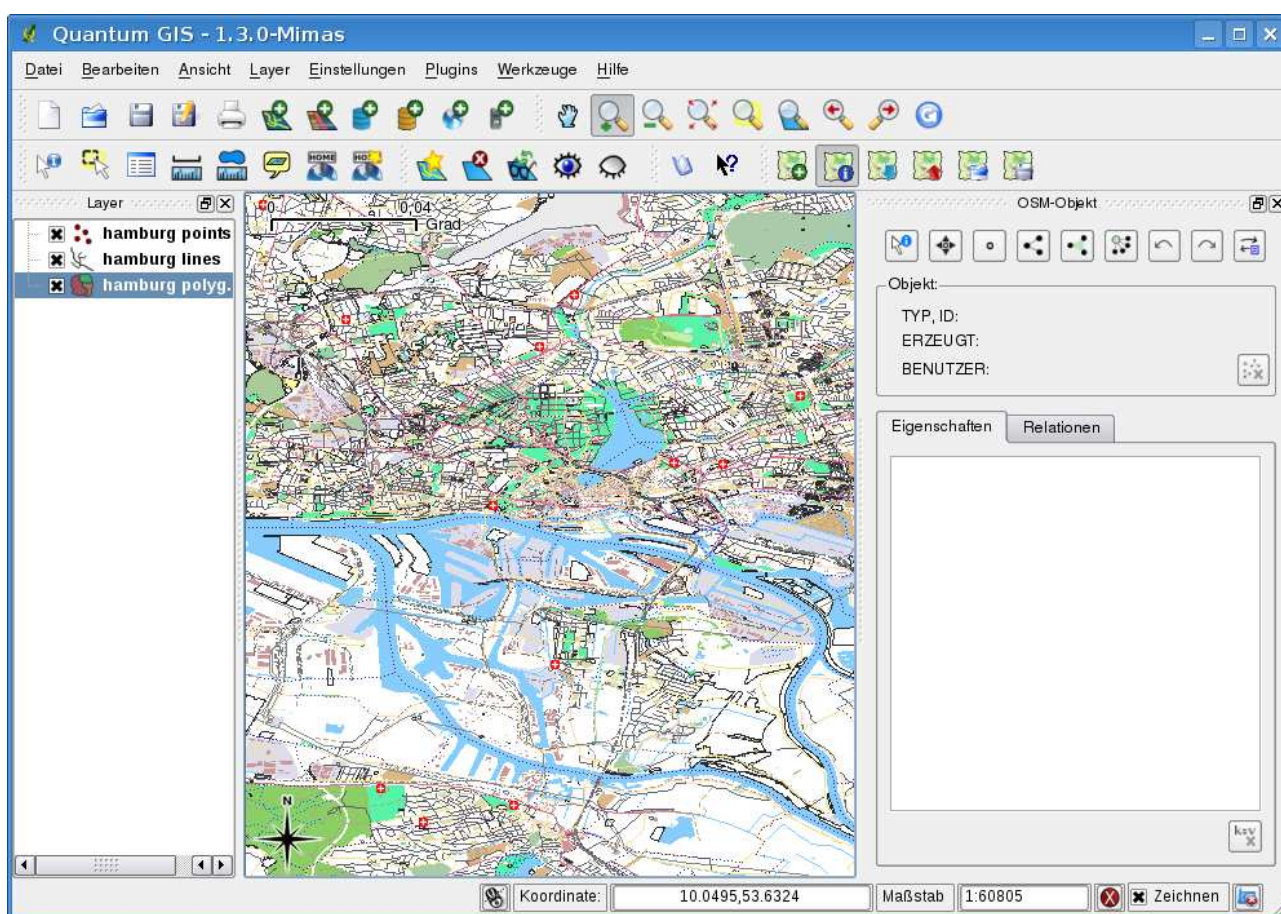 Quantum GIS - 1.3.0-Mimas
Datei Bearbeiten Ansicht Layer Einstellungen Plugins Werkzeuge Hilfe
HOME
Layer
hamburg points
hamburg lines
hamburg polyg.
0 0.04
Grad
N
OSM-Objekt
Objekt:
TYP, ID:
ERZEUGT:
BENUTZER:
Eigenschaften Relationen
k=v
Koordinate: 10.0495,53.6324 Maßstab 1:60805 Zeichnen